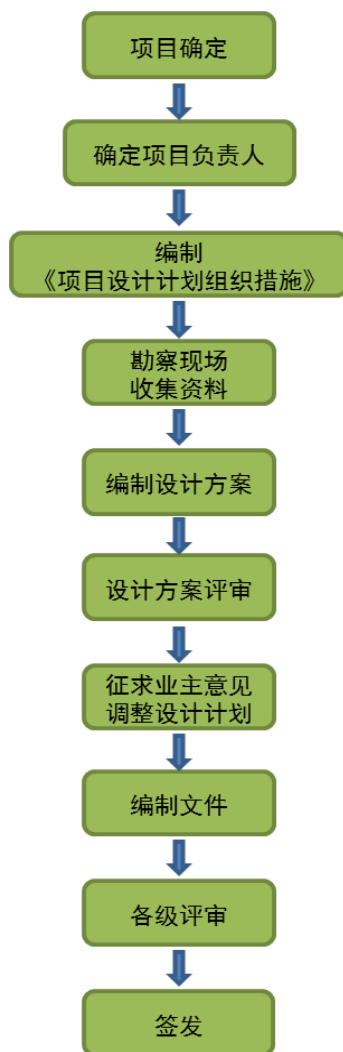 项目确定
确定项目负责人
编制
《项目设计计划组织措施》
勘察现场
收集资料
编制设计方案
设计方案评审
征求业主意见
调整设计计划
编制文件
各级评审
签发